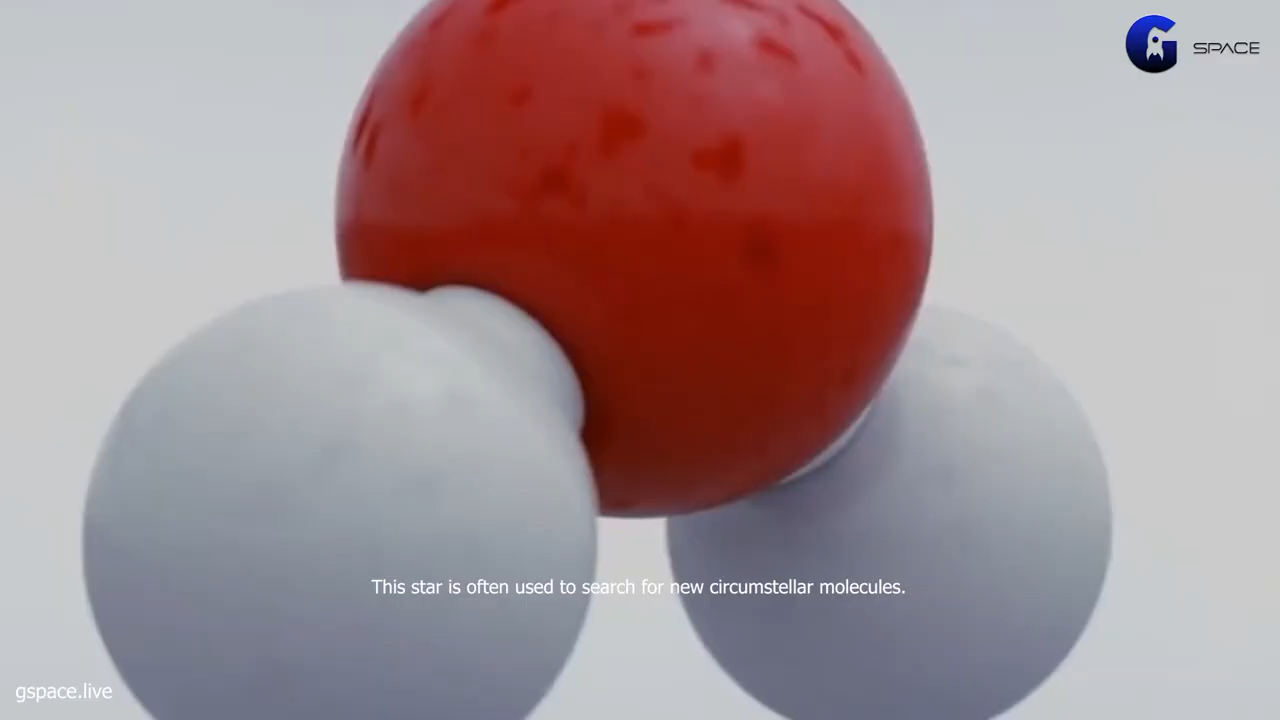 SPACE
This star is often used to search for new circumstellar molecules.
gspace.live